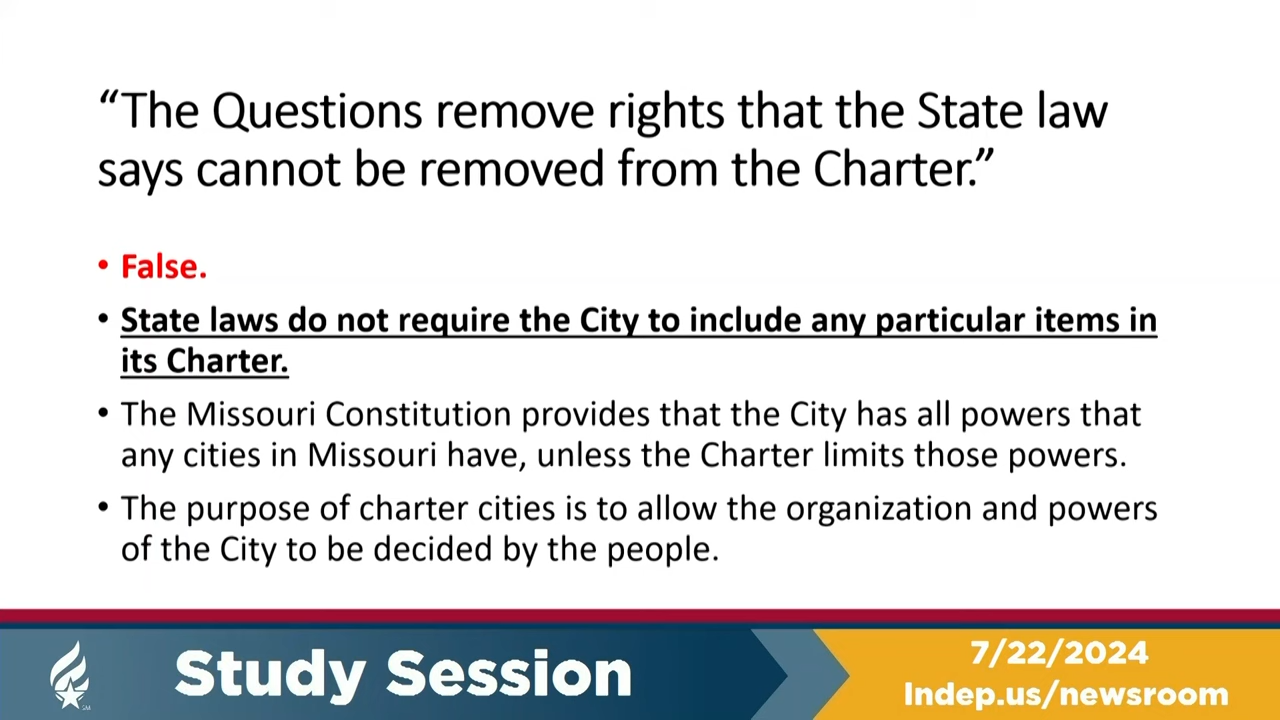 “The Questions remove rights that the State law
says cannot be removed from the Charter.”
• False.
• State laws do not require the City to include any particular items in
its Charter.
• The Missouri Constitution provides that the City has all powers that
any cities in Missouri have, unless the Charter limits those powers.
• The purpose of charter cities is to allow the organization and powers
of the City to be decided by the people.
Study Session
7/22/2024
Indep.us/newsroom